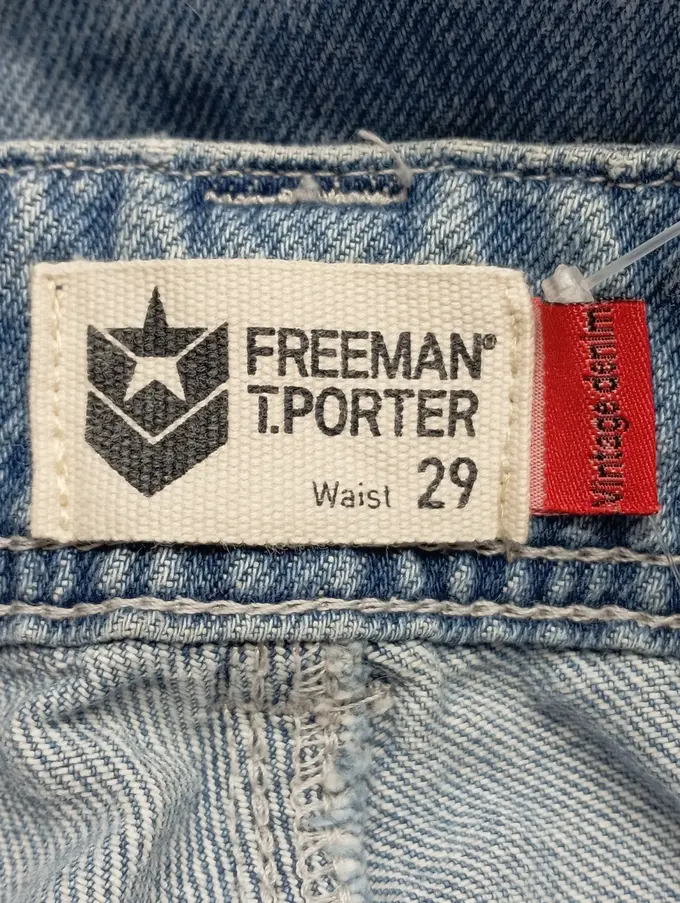 FREEMAN®
T.PORTER
Waist 29
Vintage denim